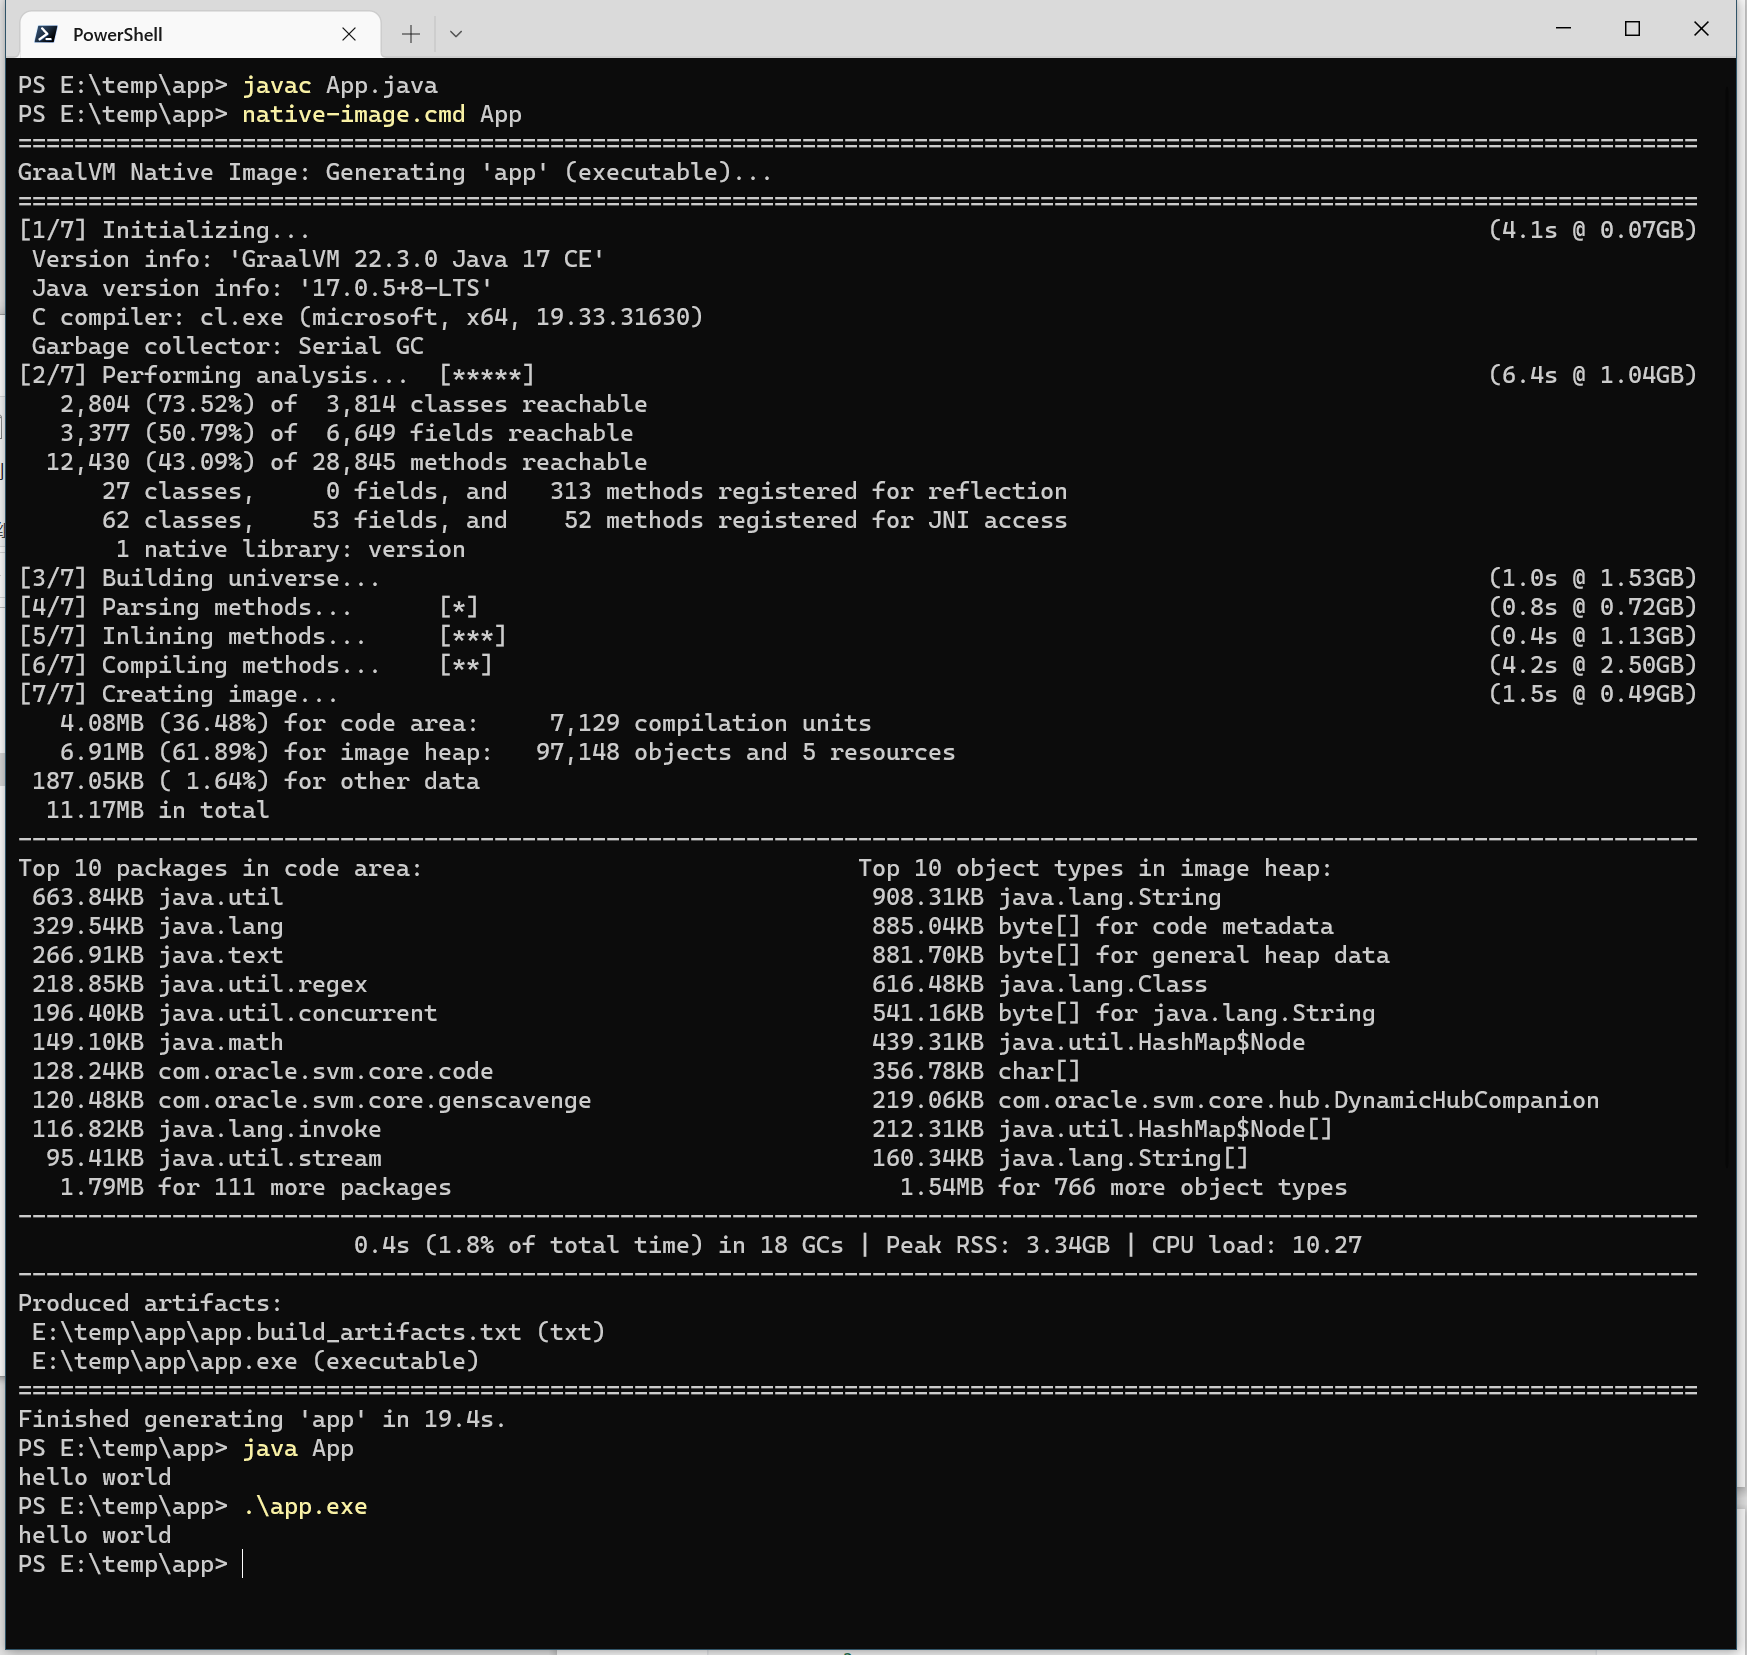 PowerShell
PS E:\temp\app> javac App.java
PS E:\temp\app> native-image.cmd App
========================================================================================================================
GraalVM Native Image: Generating 'app' (executable)...
========================================================================================================================
[1/7] Initializing... (4.1s @ 0.07GB)
Version info: 'GraalVM 22.3.0 Java 17 CE'
Java version info: '17.0.5+8-LTS'
C compiler: cl.exe (microsoft, x64, 19.33.31630)
Garbage collector: Serial GC
[2/7] Performing analysis... [*****] (6.4s @ 1.04GB)
2,804 (73.52%) of 3,814 classes reachable
3,377 (50.79%) of 6,649 fields reachable
12,430 (43.09%) of 28,845 methods reachable
27 classes, 0 fields, and 313 methods registered for reflection
62 classes, 53 fields, and 52 methods registered for JNI access
1 native library: version
[3/7] Building universe... (1.0s @ 1.53GB)
[4/7] Parsing methods... [*] (0.8s @ 0.72GB)
[5/7] Inlining methods... [***] (0.4s @ 1.13GB)
[6/7] Compiling methods... [**] (4.2s @ 2.50GB)
[7/7] Creating image... (1.5s @ 0.49GB)
4.08MB (36.48%) for code area: 7,129 compilation units
6.91MB (61.89%) for image heap: 97,148 objects and 5 resources
187.05KB ( 1.64%) for other data
11.17MB in total
------------------------------------------------------------------------------------------------------------------------
Top 10 packages in code area: Top 10 object types in image heap:
663.84KB java.util 908.31KB java.lang.String
329.54KB java.lang 885.04KB byte[] for code metadata
266.91KB java.text 881.70KB byte[] for general heap data
218.85KB java.util.regex 616.48KB java.lang.Class
196.40KB java.util.concurrent 541.16KB byte[] for java.lang.String
149.10KB java.math 439.31KB java.util.HashMap$Node
128.24KB com.oracle.svm.core.code 356.78KB char[]
120.48KB com.oracle.svm.core.genscavenge 219.06KB com.oracle.svm.core.hub.DynamicHubCompanion
116.82KB java.lang.invoke 212.31KB java.util.HashMap$Node[]
95.41KB java.util.stream 160.34KB java.lang.String[]
1.79MB for 111 more packages 1.54MB for 766 more object types
------------------------------------------------------------------------------------------------------------------------
0.4s (1.8% of total time) in 18 GCs | Peak RSS: 3.34GB | CPU load: 10.27
------------------------------------------------------------------------------------------------------------------------
Produced artifacts:
E:\temp\app\app.build_artifacts.txt (txt)
E:\temp\app\app.exe (executable)
========================================================================================================================
Finished generating 'app' in 19.4s.
PS E:\temp\app> java App
hello world
PS E:\temp\app> .\app.exe
hello world
PS E:\temp\app>